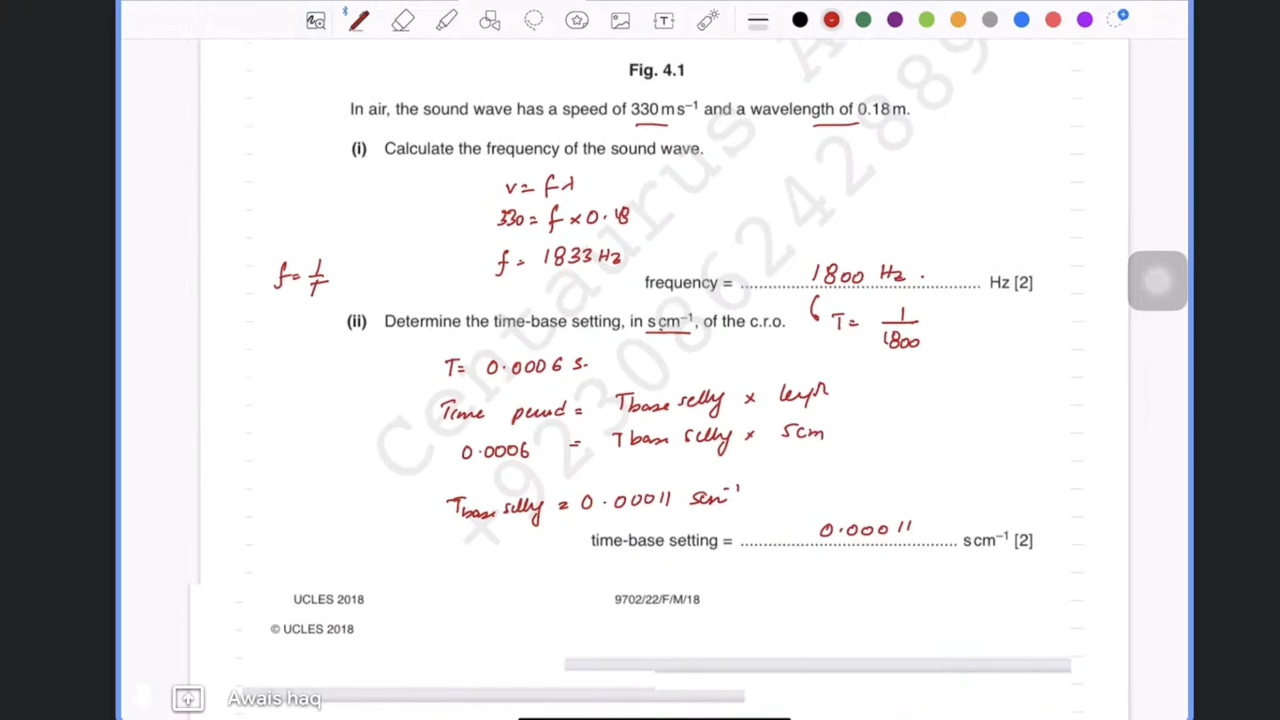 Fig. 4.1
In air, the sound wave has a speed of 330 m s⁻¹ and a wavelength of 0.18 m.
(i) Calculate the frequency of the sound wave.
v = fλ
330 = f × 0.18
f = 1833 Hz
f = 1/T
1800 Hz .
frequency = ........................................ Hz [2]
(ii) Determine the time-base setting, in s cm⁻¹, of the c.r.o.
T = 1/1800
T = 0.0006 s.
Time period = Tbase × 
0.0006 = Tbase × 5cm
Tbase = 0.00011 scm⁻¹
0.00011
time-base setting = ........................................ s cm⁻¹ [2]
UCLES 2018 9702/22/F/M/18
© UCLES 2018
Awais haq
Centaurus A
+923086242889